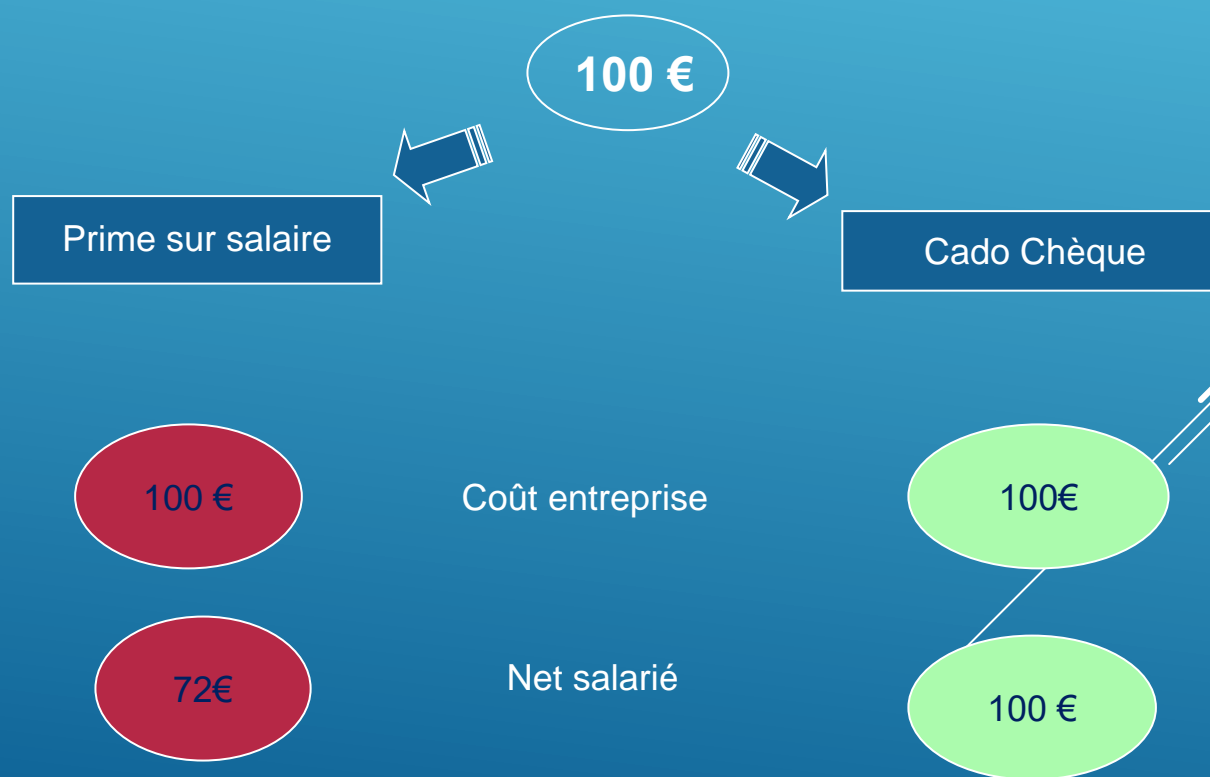 100 €
Prime sur salaire
Cado Chèque
100 €
Coût entreprise
100€
72€
Net salarié
100 €